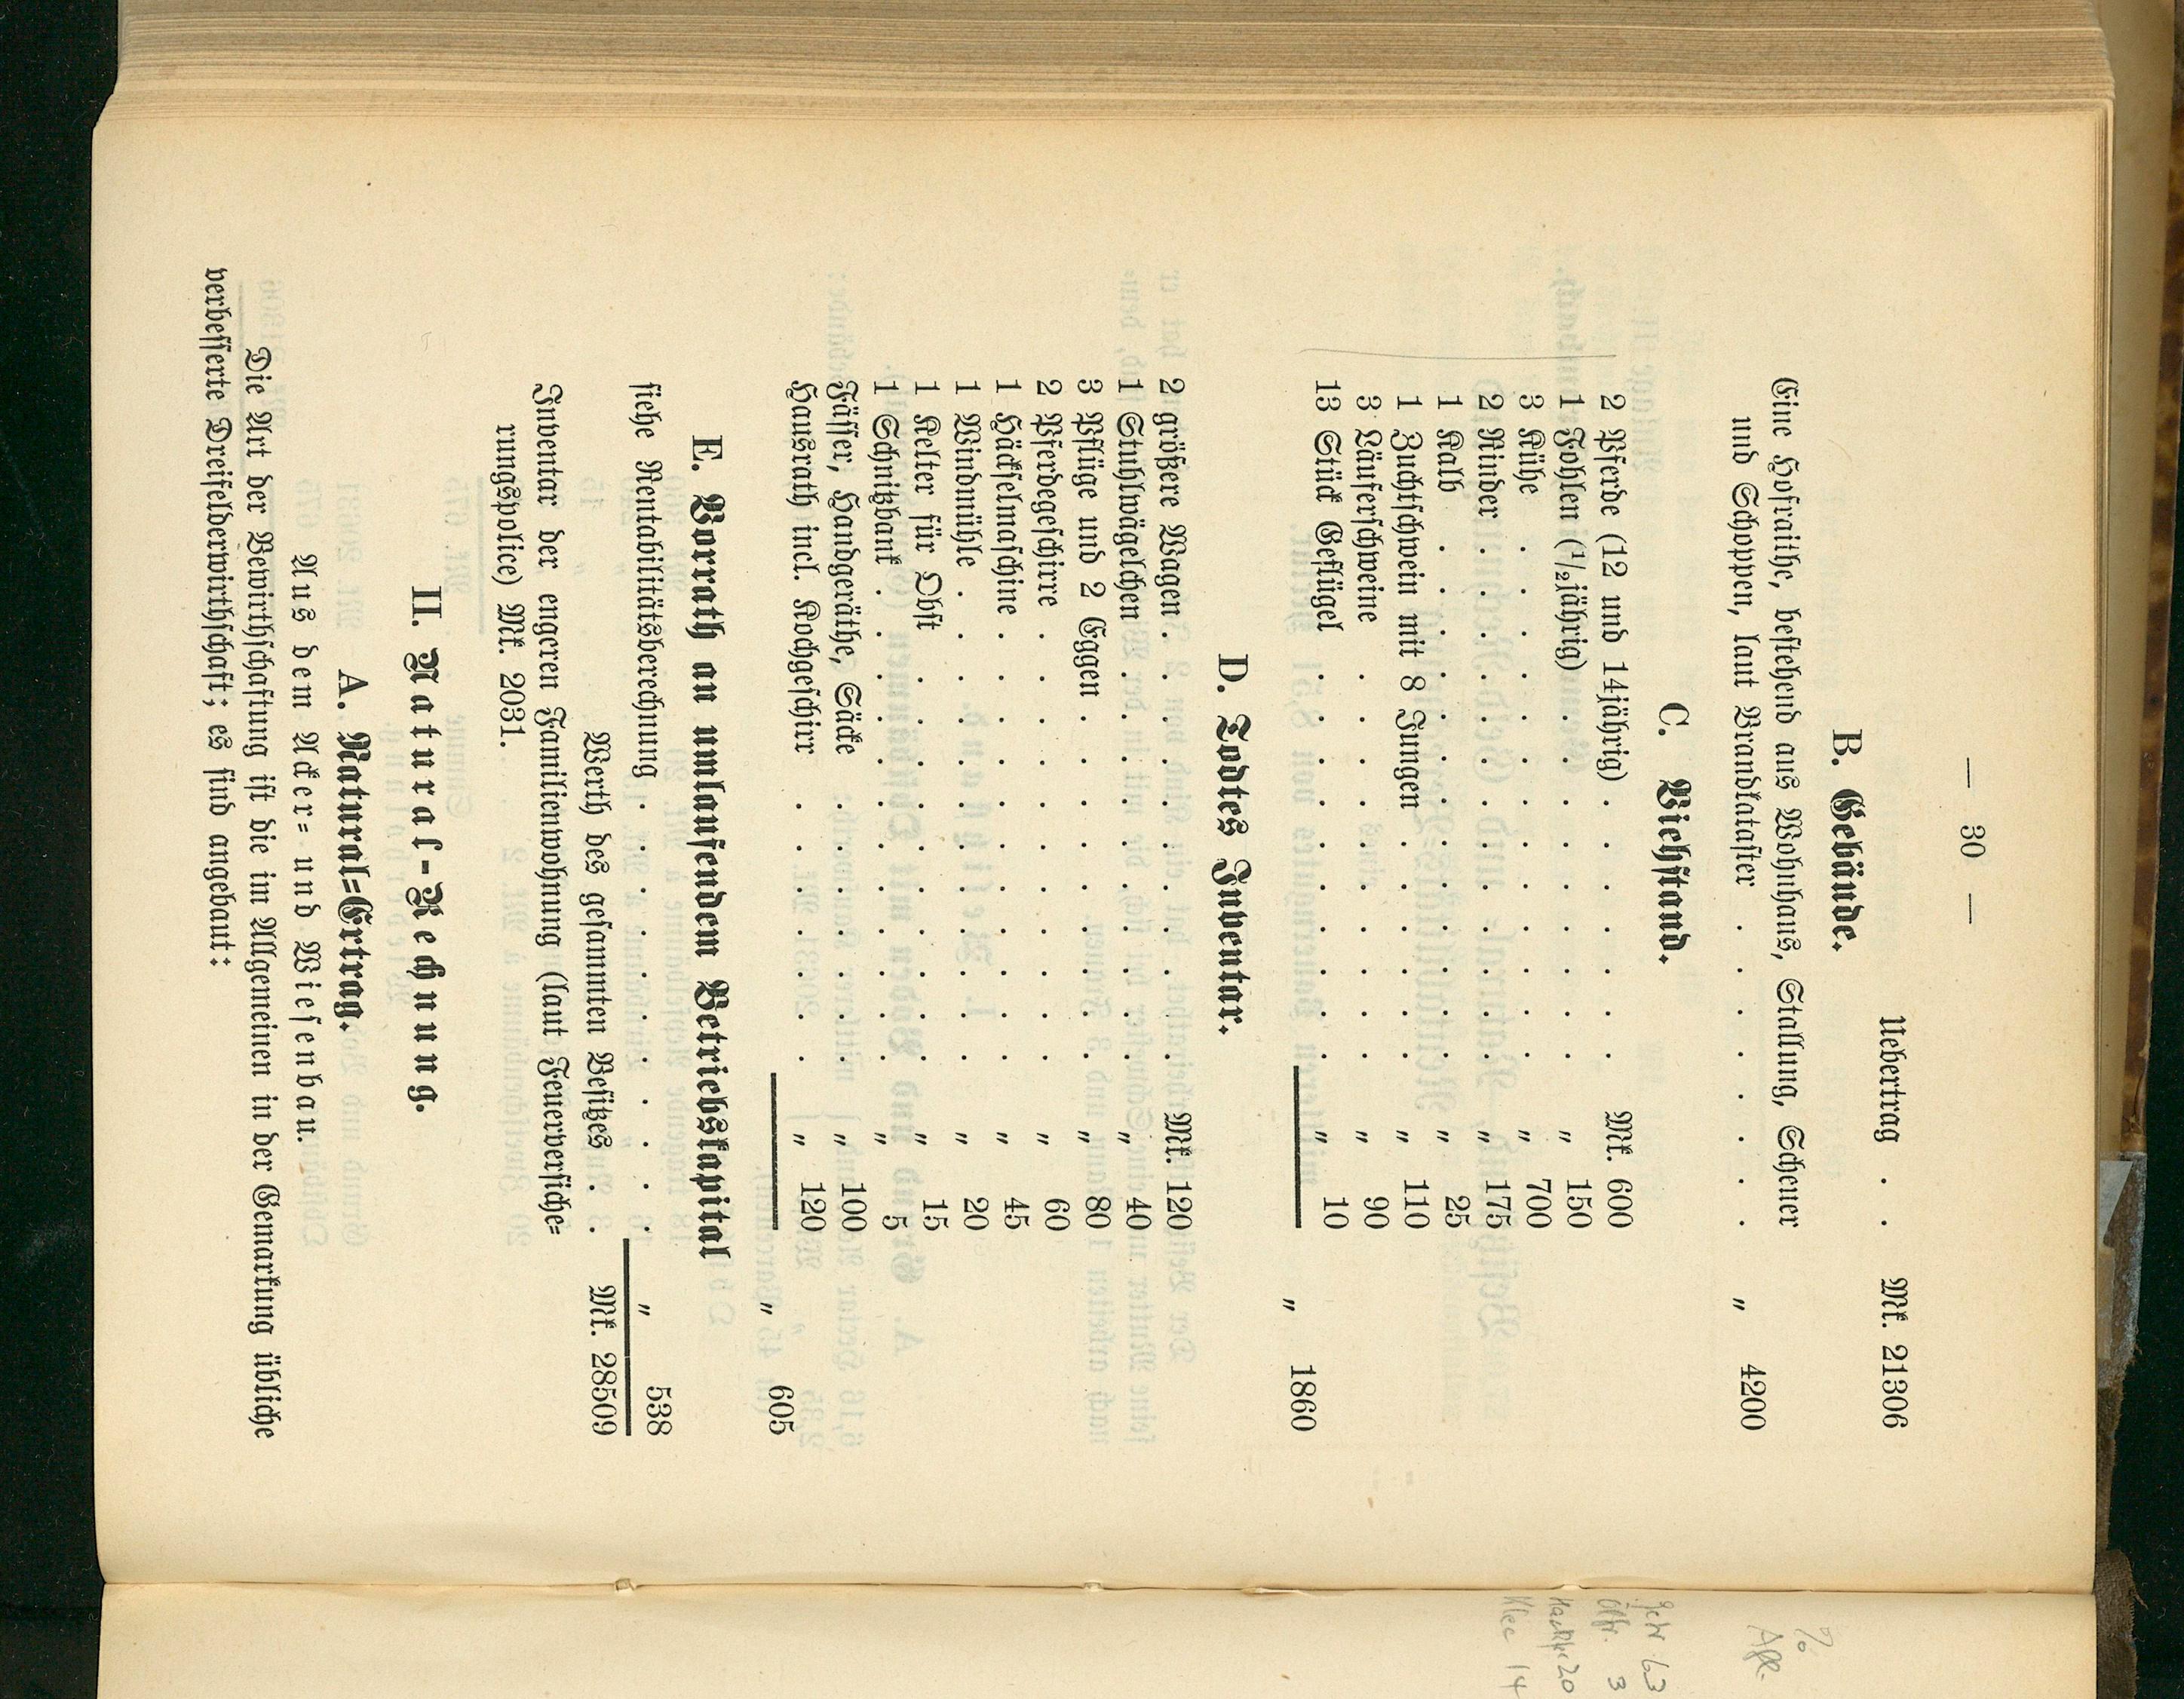 — 30 —
Uebertrag . . Mk. 21306
B. Gebäude.
Eine Hofraithe, bestehend aus Wohnhaus, Stallung, Scheuer
und Schoppen, laut Brandkataster . . . . . . . . „ 4200
C. Viehstand.
2 Pferde (12 und 14jährig) . . . . . . . Mk. 600
1 Fohlen (½jährig) . . . . . . . . . . „ 150
3 Kühe . . . . . . . . . . . . . „ 700
2 Rinder . . . . . . . . . . . . . „ 175
1 Kalb . . . . . . . . . . . . . „ 25
1 Zuchtschwein mit 8 Jungen . . . . . . . „ 110
3 Läuferschweine . . . . . . . . . . „ 90
13 Stück Geflügel . . . . . . . . . . „ 10
„ 1860
D. Todtes Inventar.
2 größere Wagen . . . . . . . . . . . Mk. 120
1 Stuhlwägelchen . . . . . . . . . . „ 40
3 Pflüge und 2 Eggen . . . . . . . . . „ 80
2 Pferdegeschirre . . . . . . . . . . . „ 60
1 Häckselmaschine . . . . . . . . . . . „ 45
1 Windmühle . . . . . . . . . . . . „ 20
1 Kelter für Obst . . . . . . . . . . „ 15
1 Schnitzbank . . . . . . . . . . . . „ 5
Fässer, Handgeräthe, Säcke . . . . . . . „ 100
Hausrath incl. Kochgeschirr . . . . . . . „ 120
„ 605
E. Vorrath an umlaufendem Betriebskapital
siehe Rentabilitätsberechnung . . . . . . . . . . . „ 538
Werth des gesammten Besitzes . . Mk. 28509
Inventar der engeren Familienwohnung (laut Feuerversiche-
rungspolice) Mk. 2031.
II. Natural-Rechnung.
A. Natural-Ertrag.
Aus dem Acker- und Wiesenbau.
Die Art der Bewirthschaftung ist die im Allgemeinen in der Gemarkung übliche
verbesserte Dreifelderwirthschaft; es sind angebaut:
%
63
3
20
Klee 14